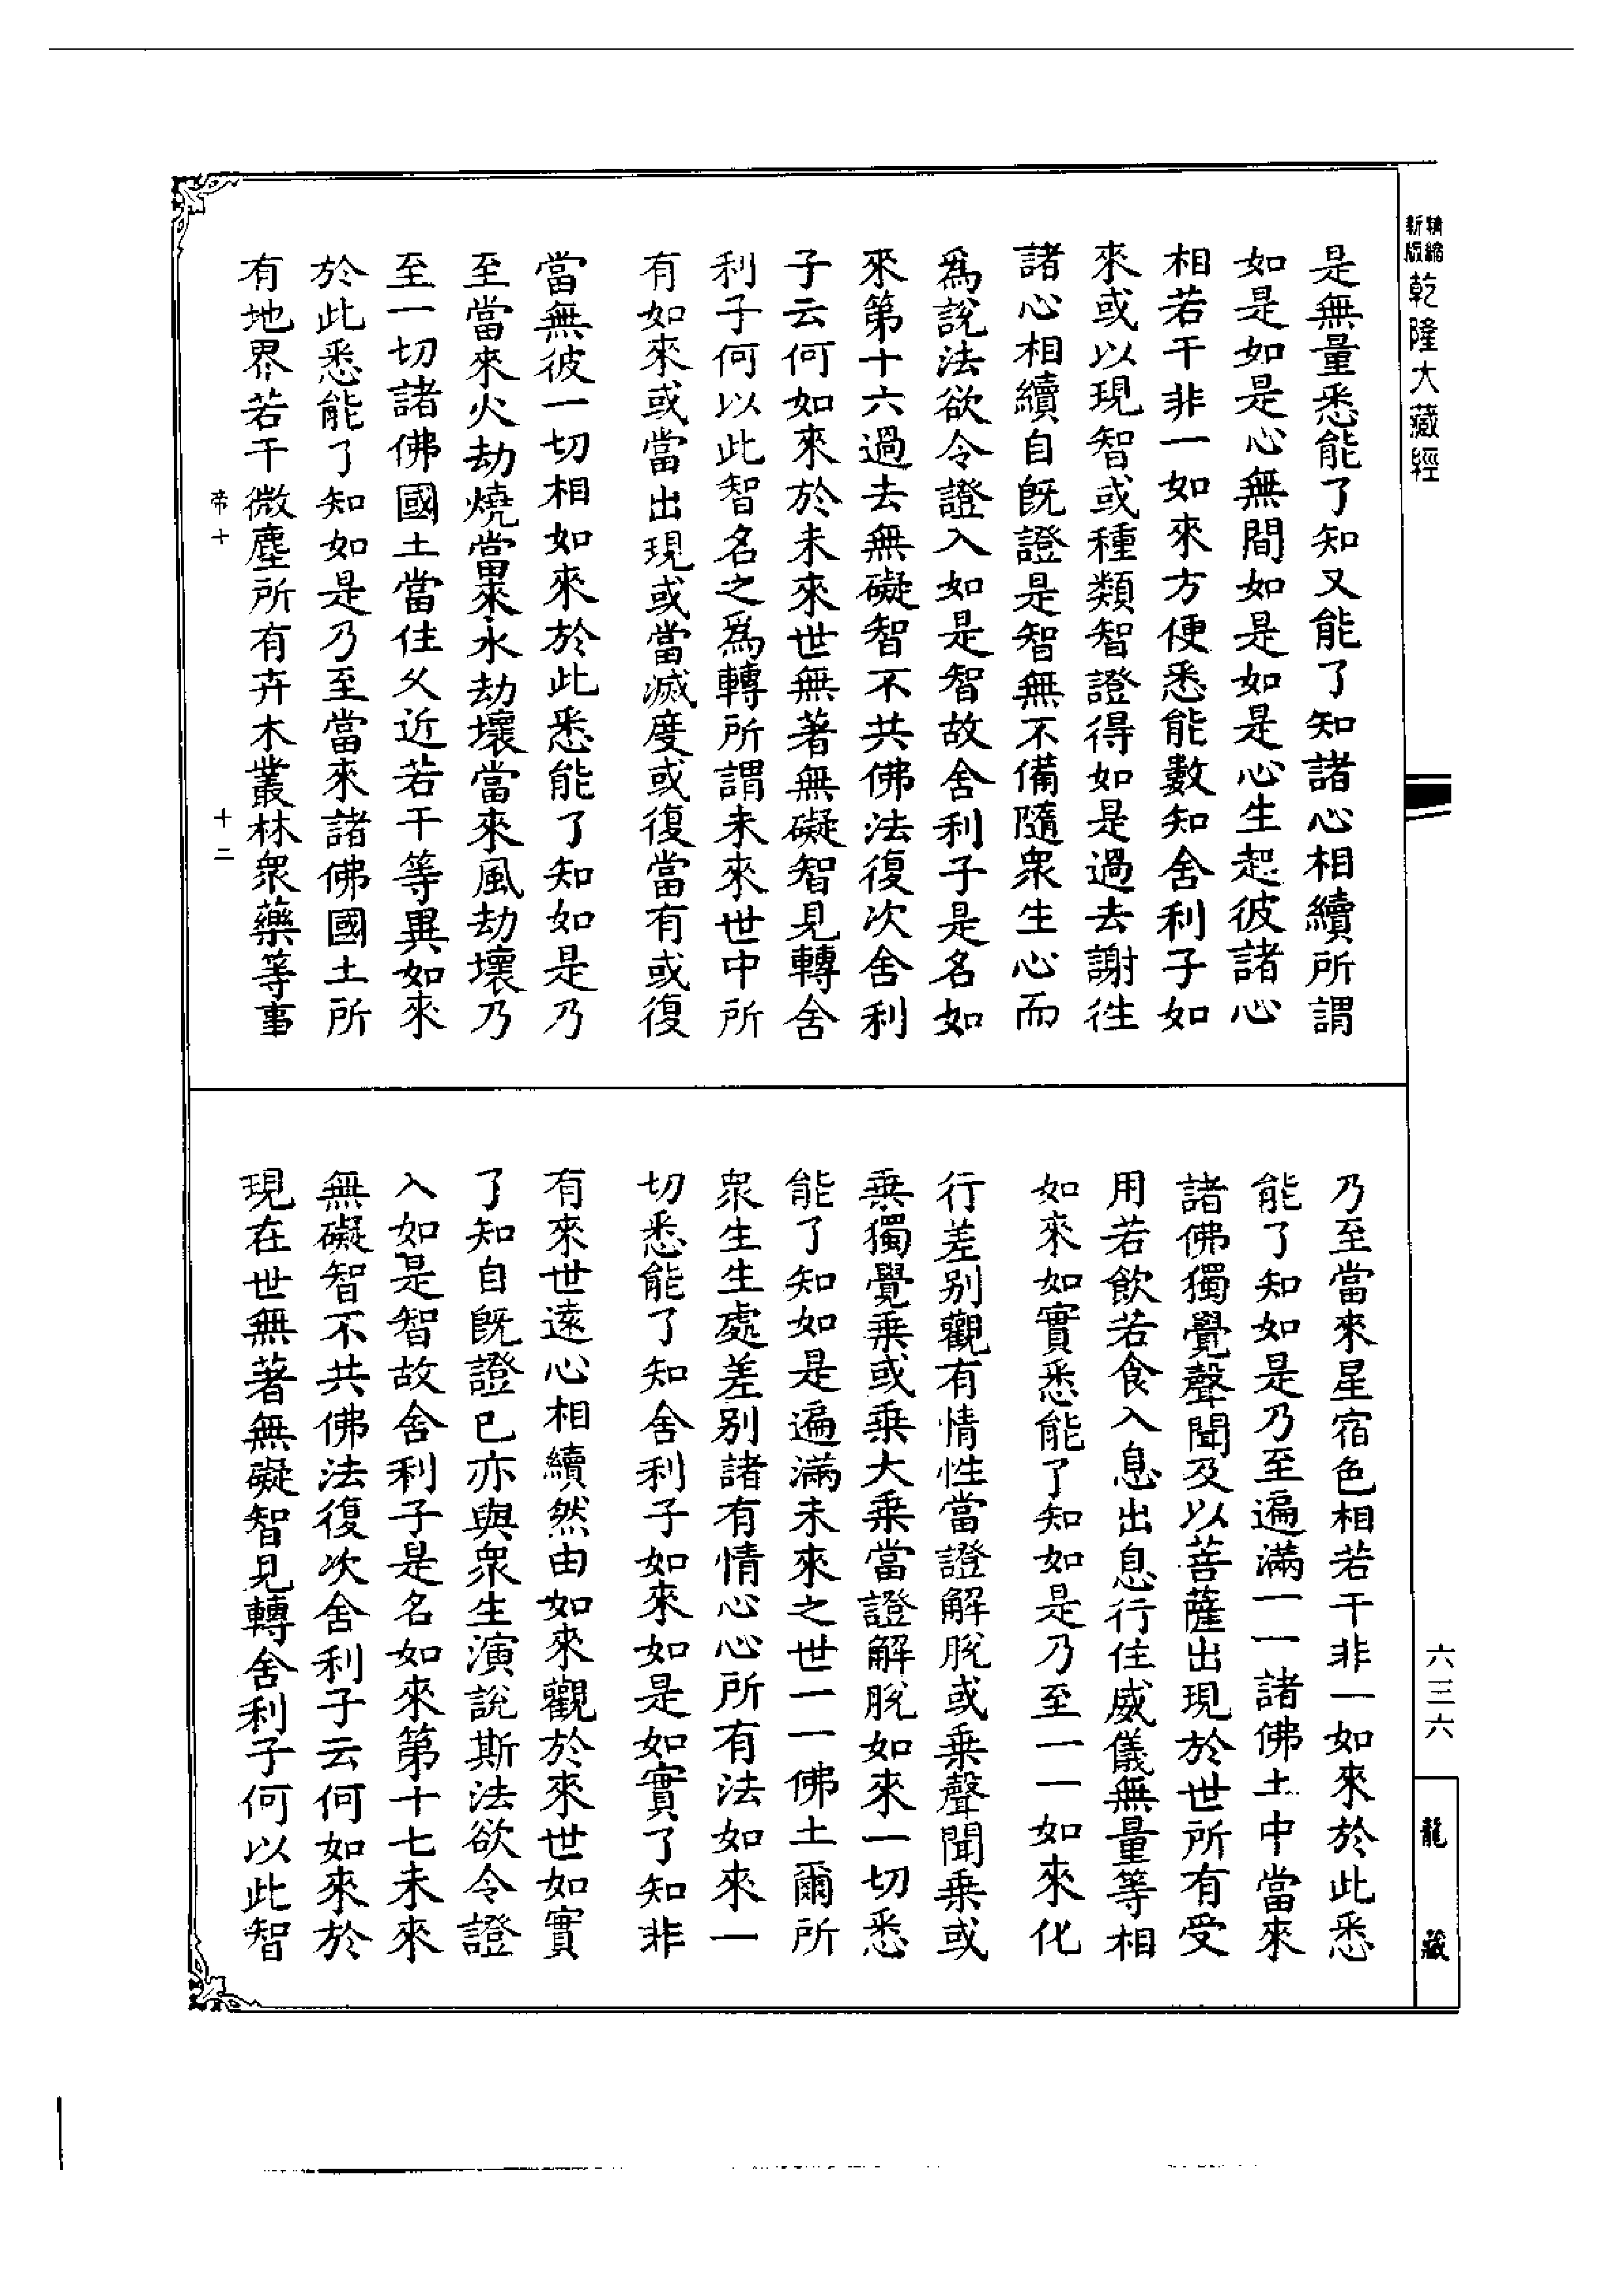 精縮
新版
乾隆大藏經
是無量悉能了知又能了知諸心相續所謂
如是如是心無間如是如是心生起彼諸心
相若干非一如來方便悉能數知舍利子如
來或以現智或種類智證得如是過去謝往
諸心相續自既證是智無不備隨衆生心而
爲說法欲令證入如是智故舍利子是名如
來第十六過去無礙智不共佛法復次舍利
子云何如來於未來世無著無礙智見轉舍
利子何以此智名之爲轉所謂未來世中所
有如來或當出現或當滅度或復當有或復
當無彼一切相如來於此悉能了知如是乃
至當來火劫燒當來水劫壞當來風劫壞乃
至一切諸佛國土當住久近若干等異如來
於此悉能了知如是乃至當來諸佛國土所
有地界若干微塵所有卉木叢林衆藥等事
帝十
十二
乃至當來星宿色相若干非一如來於此悉
能了知如是乃至遍滿一一諸佛土中當來
諸佛獨覺聲聞及以菩薩出現於世所有受
用若飲若食入息出息行住威儀無量等相
如來如實悉能了知如是乃至一一如來化
行差别觀有情性當證解脫或乗聲聞乗或
乗獨覺乗或乗大乗當證解脫如來一切悉
能了知如是遍滿未來之世一一佛土爾所
衆生生處差别諸有情心心所有法如來一
切悉能了知舍利子如來如是如實了知非
有來世遠心相續然由如來觀於來世如實
了知自既證已亦與衆生演說斯法欲令證
入如是智故舍利子是名如來第十七未來
無礙智不共佛法復次舍利子云何如來於
現在世無著無礙智見轉舍利子何以此智
六三六
龍藏